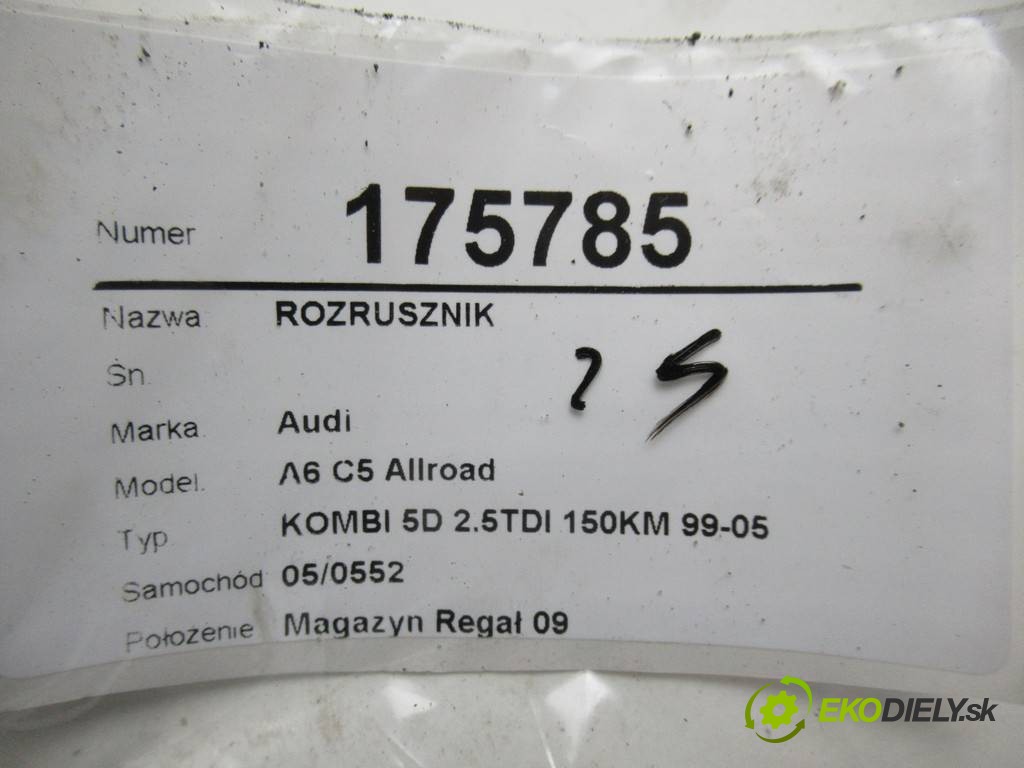 Numer 175785
Nazwa ROZRUSZNIK
Sn.
Marka Audi
Model. A6 C5 Allroad
Typ KOMBI 5D 2.5TDI 150KM 99-05
Samochód 05/0552
Położenie Magazyn Regał 09
EKODIELY.sk